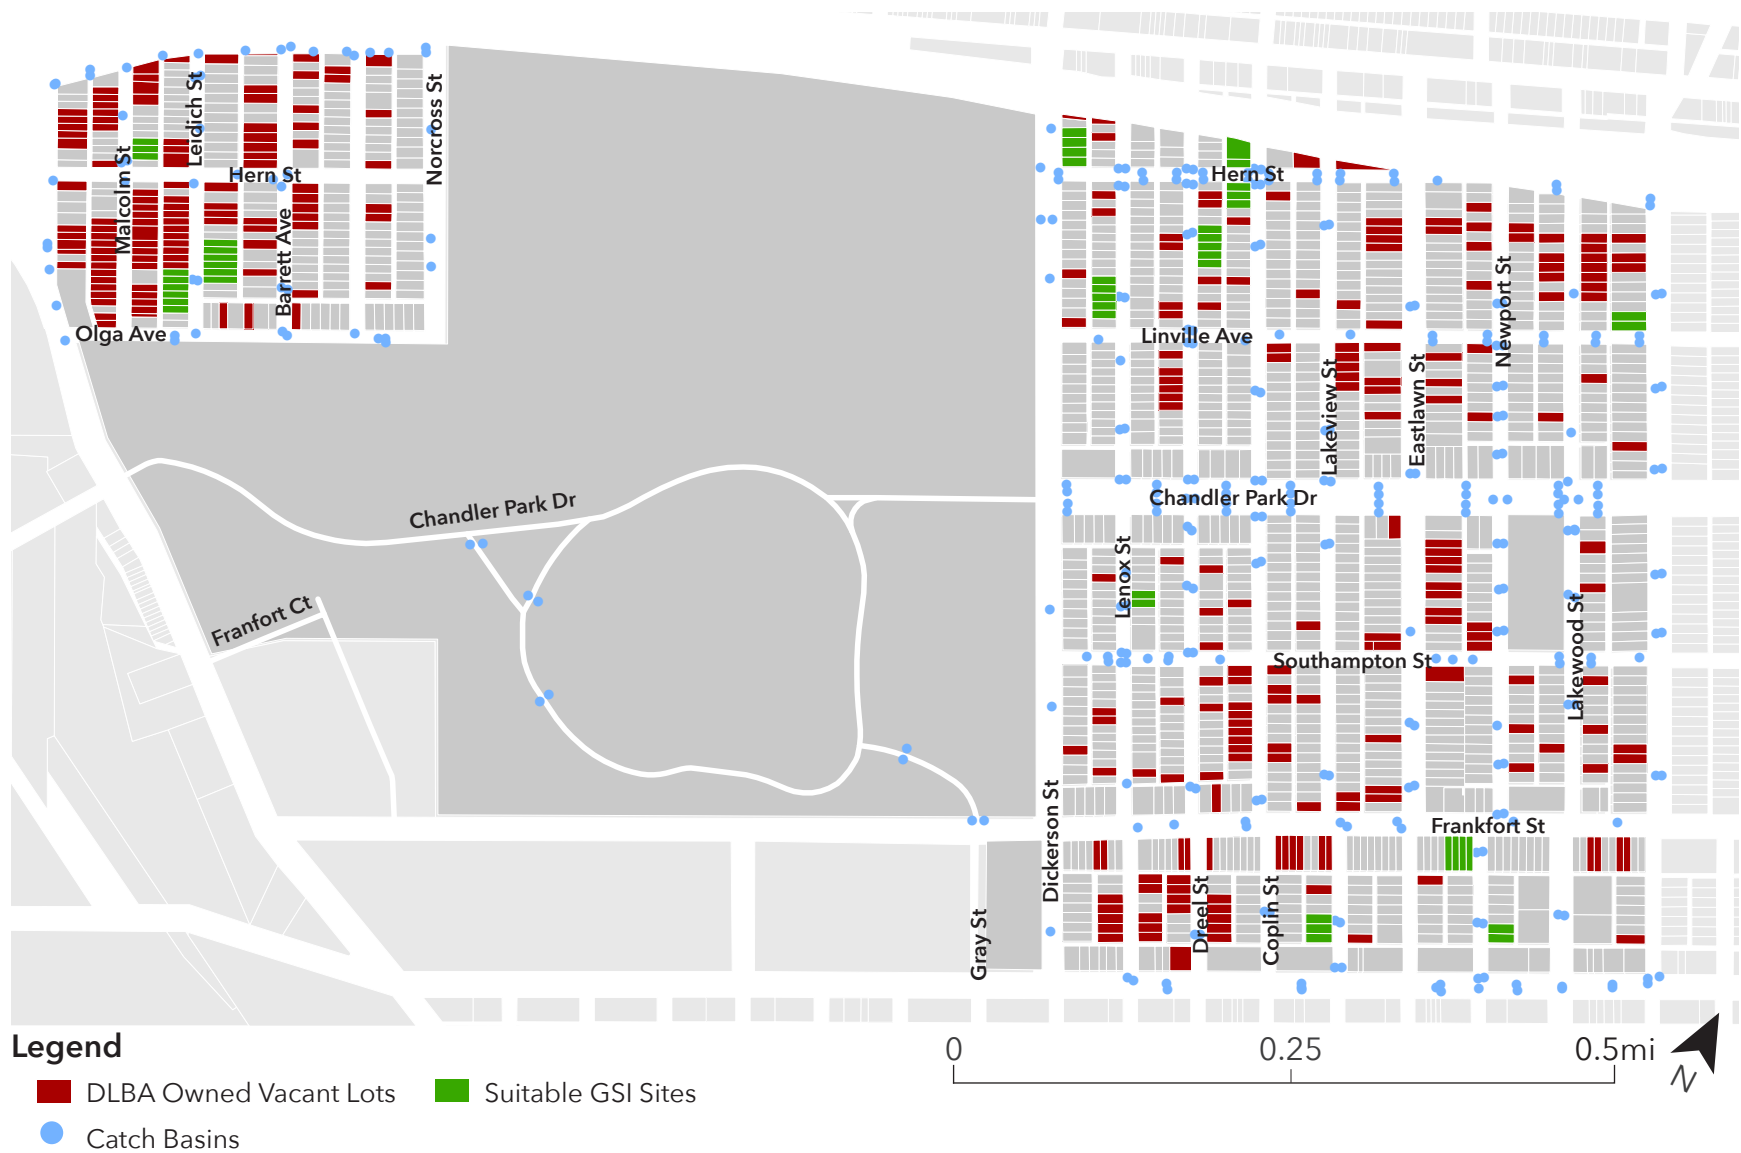 Leidich St
Norcross St
Malcolm St
Hern St
Hern St
Barrett Ave
Newport St
Olga Ave
Linville Ave
Lakeview St
Eastlawn St
Chandler Park Dr
Chandler Park Dr
Lenox St
Franfort Ct
Lakewood St
Southampton St
Dickerson St
Frankfort St
Dreel St
Coplin St
Gray St
Legend
0 0.25 0.5mi
N
DLBA Owned Vacant Lots
Suitable GSI Sites
Catch Basins